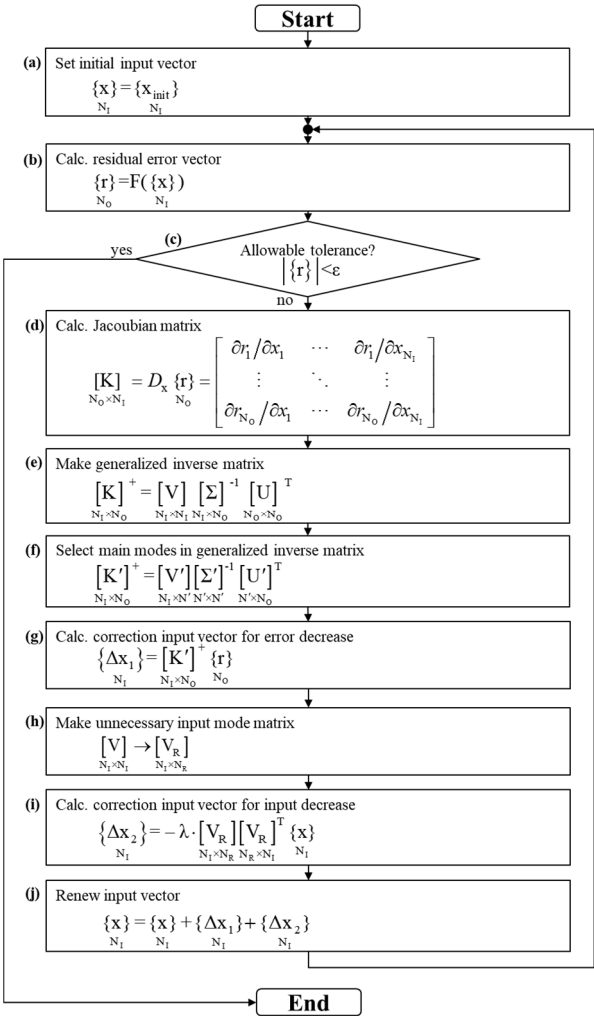 Start
(a) Set initial input vector
{x}={x_init}
N_I N_I
(b) Calc. residual error vector
{r}=F({x})
N_O N_I
(c) Allowable tolerance?
yes
|{r}|<ε
no
(d) Calc. Jacoubian matrix
∂r_1/∂x_1 ⋯ ∂r_1/∂x_N_I
[K] = D_x {r} = ⋮ ⋱ ⋮
N_O×N_I N_O
∂r_N_O/∂x_1 ⋯ ∂r_N_O/∂x_N_I
(e) Make generalized inverse matrix
[K]^+ = [V] [Σ]^-1 [U]^T
N_I×N_O N_I×N_I N_I×N_O N_O×N_O
(f) Select main modes in generalized inverse matrix
[K′]^+ = [V′][Σ′]^-1[U′]^T
N_I×N_O N_I×N′ N′×N′ N′×N_O
(g) Calc. correction input vector for error decrease
{Δx_1}=[K′]^+{r}
N_I N_I×N_O N_O
(h) Make unnecessary input mode matrix
[V] → [V_R]
N_I×N_I N_I×N_R
(i) Calc. correction input vector for input decrease
{Δx_2}=−λ·[V_R][V_R]^T{x}
N_I N_I×N_R N_R×N_I N_I
(j) Renew input vector
{x}={x}+{Δx_1}+{Δx_2}
N_I N_I N_I N_I
End